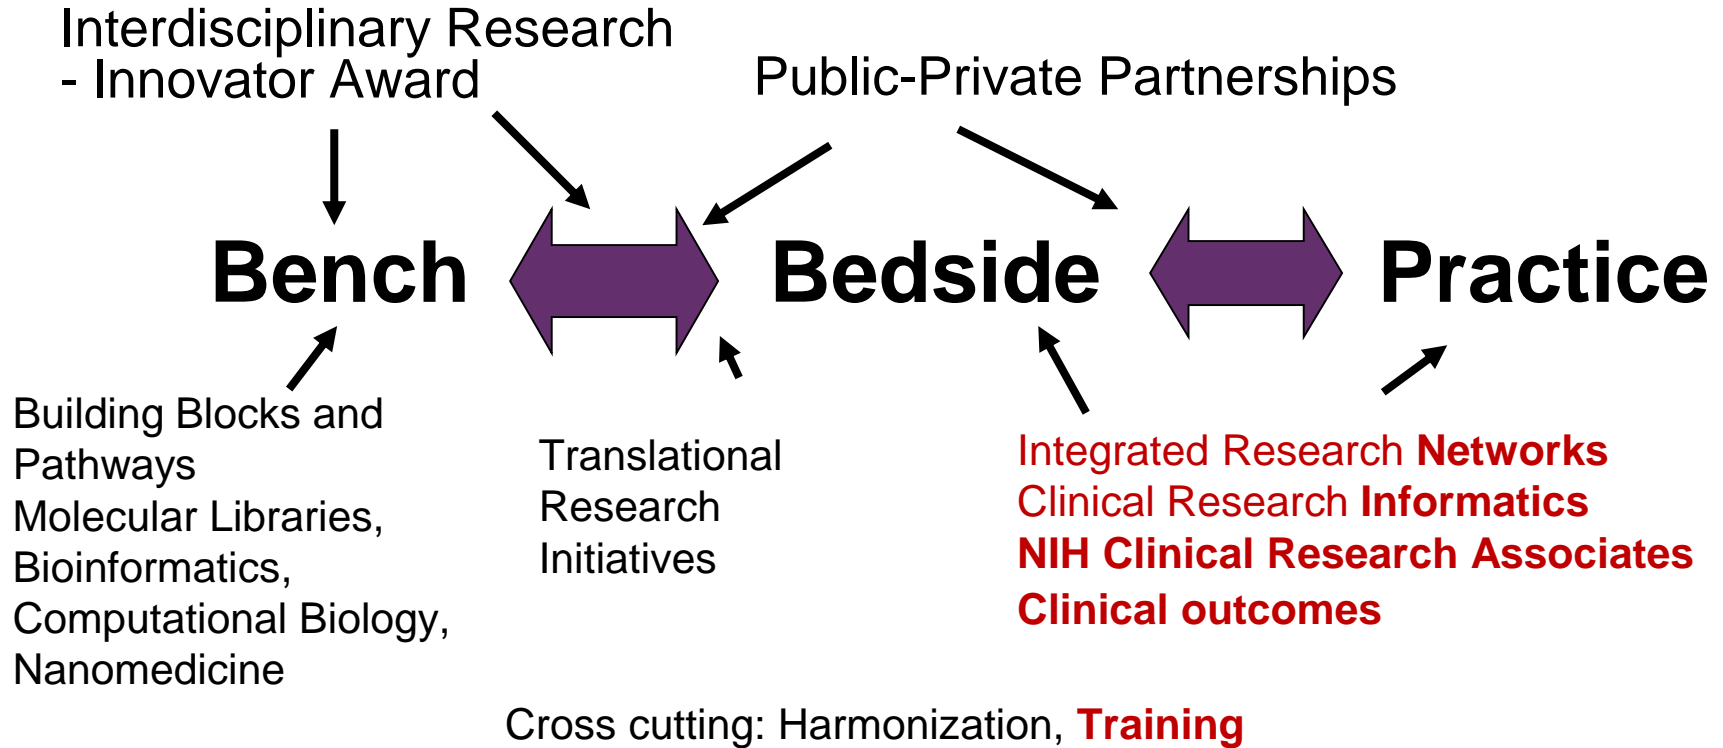 Interdisciplinary Research
- Innovator Award
Public-Private Partnerships
Bench
Bedside
Practice
Building Blocks and
Pathways
Molecular Libraries,
Bioinformatics,
Computational Biology,
Nanomedicine
Translational
Research
Initiatives
Integrated Research Networks
Clinical Research Informatics
NIH Clinical Research Associates
Clinical outcomes
Cross cutting: Harmonization, Training